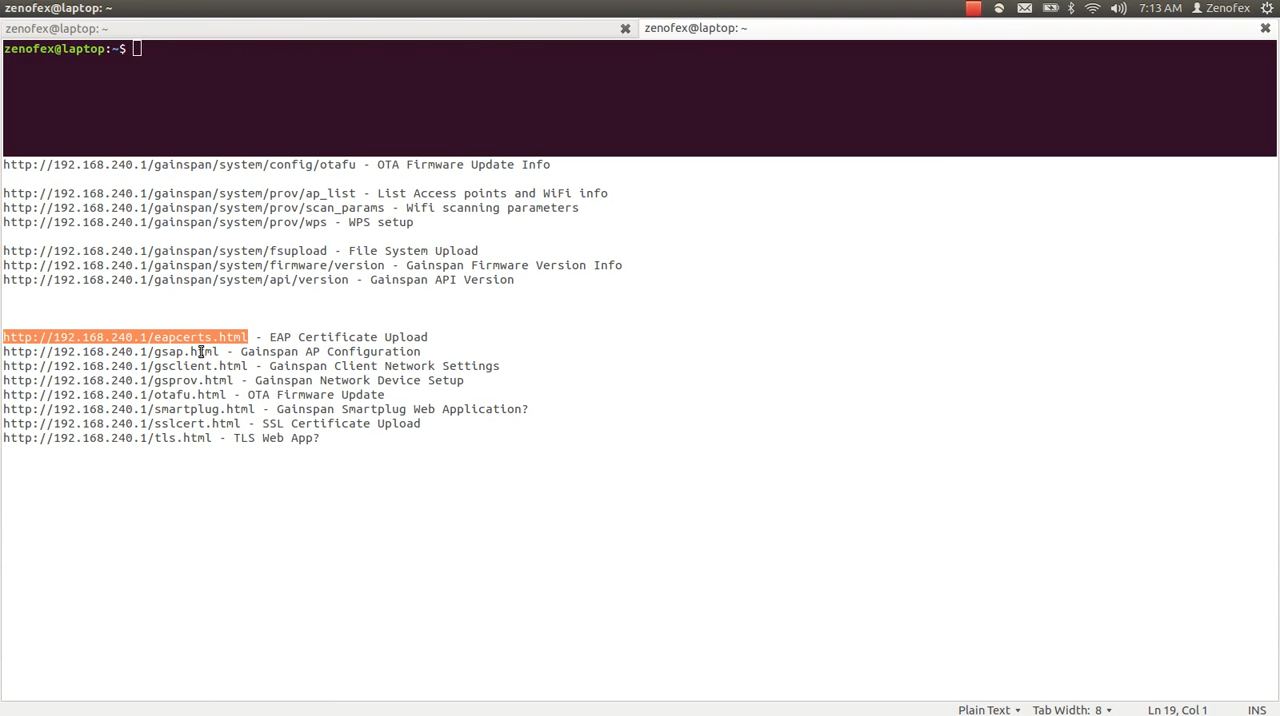 zenofex@laptop: ~
7:13 AM Zenofex
zenofex@laptop: ~ zenofex@laptop: ~
zenofex@laptop:~$
http://192.168.240.1/gainspan/system/config/otafu - OTA Firmware Update Info
http://192.168.240.1/gainspan/system/prov/ap_list - List Access points and WiFi info
http://192.168.240.1/gainspan/system/prov/scan_params - Wifi scanning parameters
http://192.168.240.1/gainspan/system/prov/wps - WPS setup
http://192.168.240.1/gainspan/system/fsupload - File System Upload
http://192.168.240.1/gainspan/system/firmware/version - Gainspan Firmware Version Info
http://192.168.240.1/gainspan/system/api/version - Gainspan API Version
http://192.168.240.1/eapcerts.html - EAP Certificate Upload
http://192.168.240.1/gsap.html - Gainspan AP Configuration
http://192.168.240.1/gsclient.html - Gainspan Client Network Settings
http://192.168.240.1/gsprov.html - Gainspan Network Device Setup
http://192.168.240.1/otafu.html - OTA Firmware Update
http://192.168.240.1/smartplug.html - Gainspan Smartplug Web Application?
http://192.168.240.1/sslcert.html - SSL Certificate Upload
http://192.168.240.1/tls.html - TLS Web App?
Plain Text Tab Width: 8 Ln 19, Col 1 INS